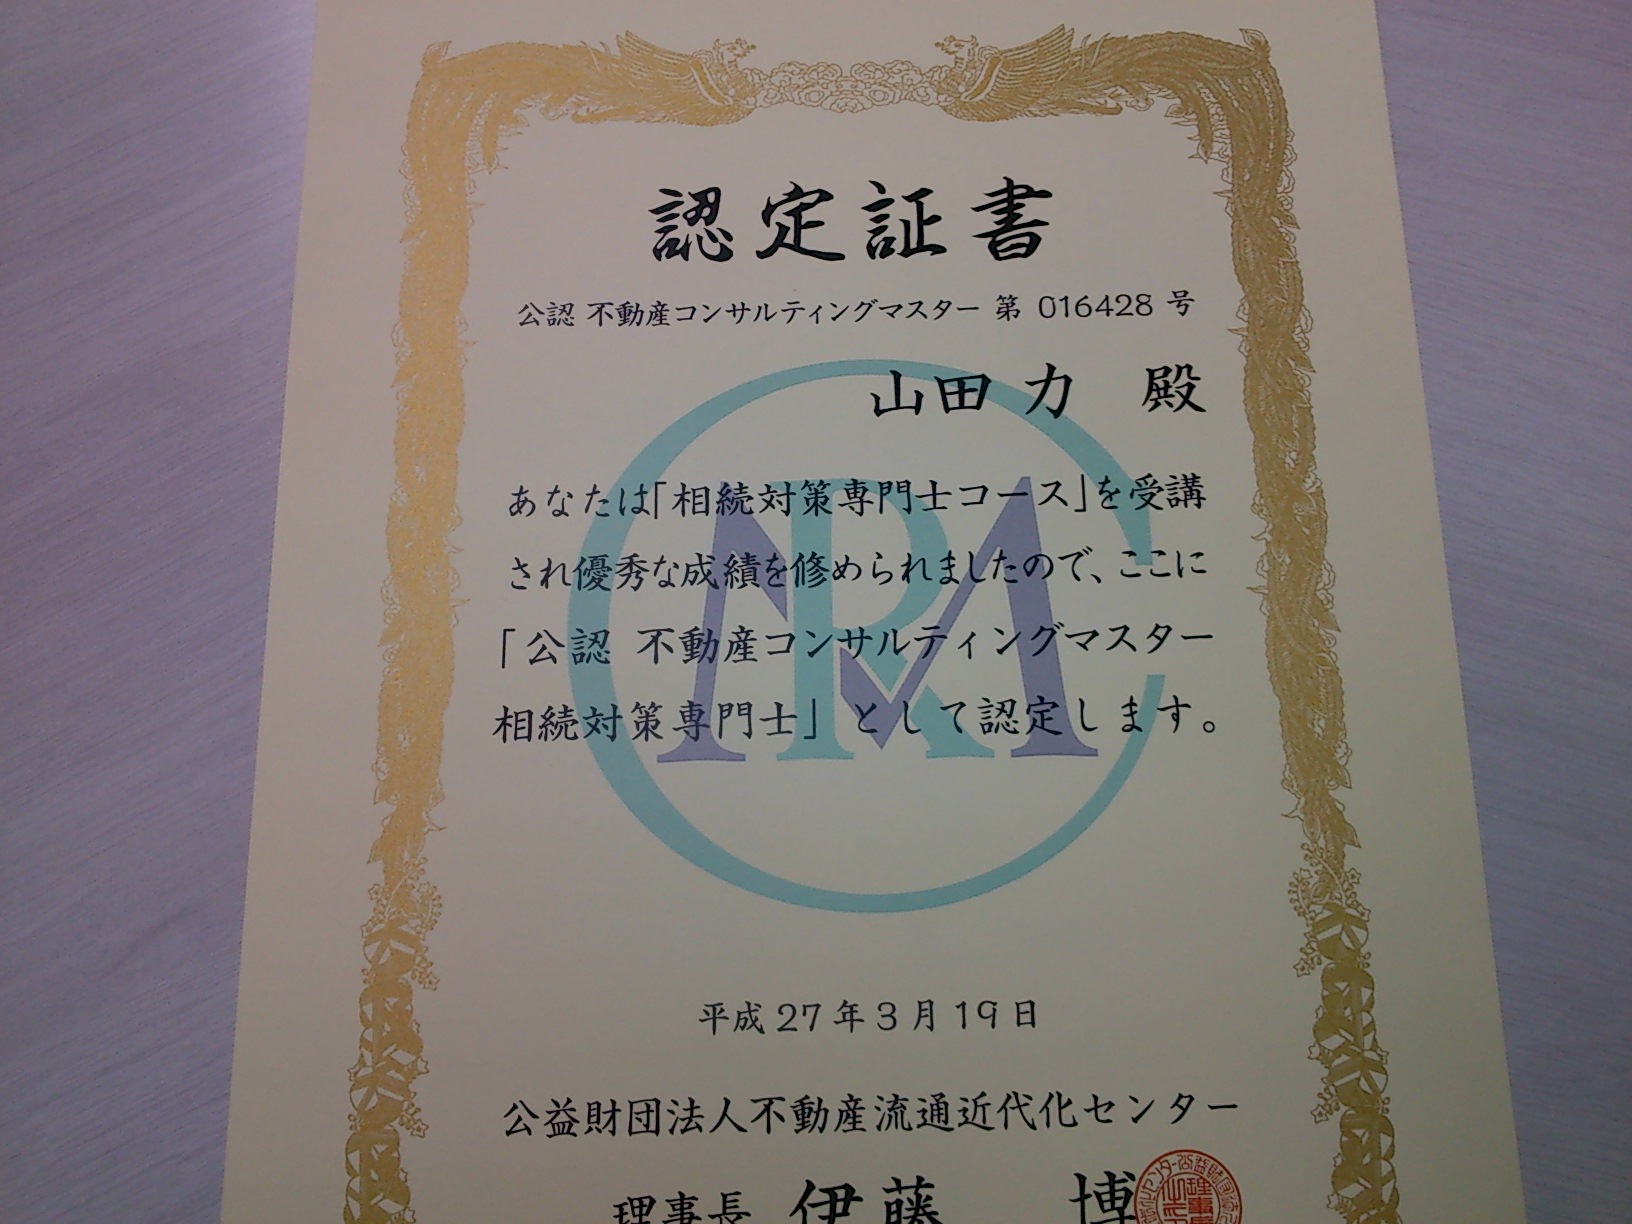 認定証書
公認 不動産コンサルティングマスター 第 016428 号
山田 力 殿
あなたは「相続対策専門士コース」を受講
され優秀な成績を修められましたので、ここに
「公認 不動産コンサルティングマスター
相続対策専門士」として認定します。
平成27年3月19日
公益財団法人不動産流通近代化センター
理事長 伊藤 博